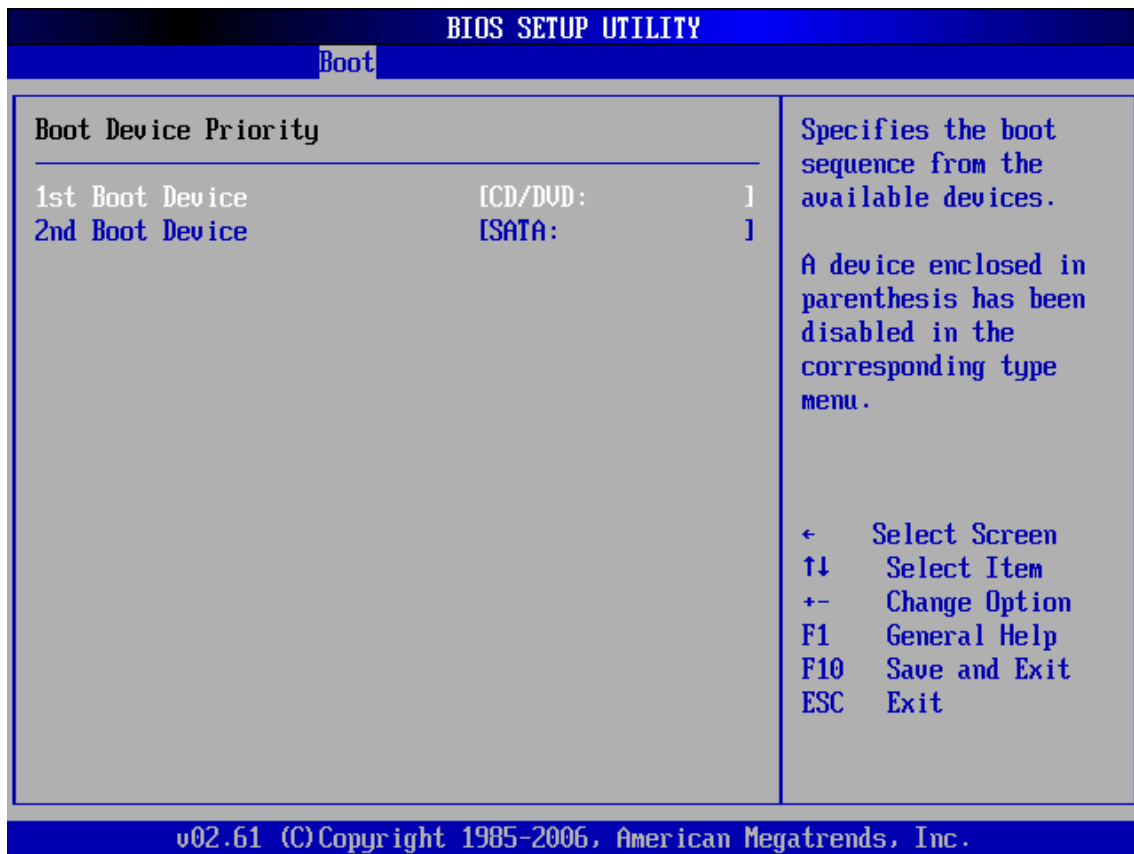 BIOS SETUP UTILITY
Boot
Boot Device Priority
1st Boot Device [CD/DVD: ]
2nd Boot Device [SATA: ]
Specifies the boot
sequence from the
available devices.
A device enclosed in
parenthesis has been
disabled in the
corresponding type
menu.
← Select Screen
↑↓ Select Item
+- Change Option
F1 General Help
F10 Save and Exit
ESC Exit
v02.61 (C)Copyright 1985-2006, American Megatrends, Inc.